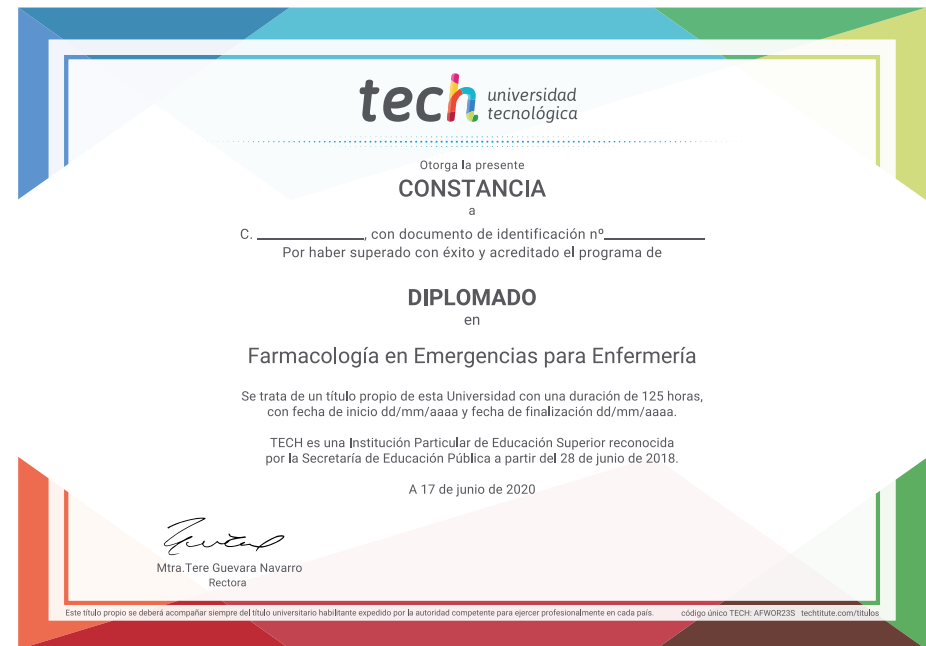 tech universidad
tecnológica
Otorga la presente
CONSTANCIA
a
C. ____________, con documento de identificación nº____________
Por haber superado con éxito y acreditado el programa de
DIPLOMADO
en
Farmacología en Emergencias para Enfermería
Se trata de un título propio de esta Universidad con una duración de 125 horas,
con fecha de inicio dd/mm/aaaa y fecha de finalización dd/mm/aaaa.
TECH es una Institución Particular de Educación Superior reconocida
por la Secretaría de Educación Pública a partir del 28 de junio de 2018.
A 17 de junio de 2020
Mtra.Tere Guevara Navarro
Rectora
Este título propio se deberá acompañar siempre del título universitario habilitante expedido por la autoridad competente para ejercer profesionalmente en cada país. código único TECH: AFWOR23S techtitute.com/titulos